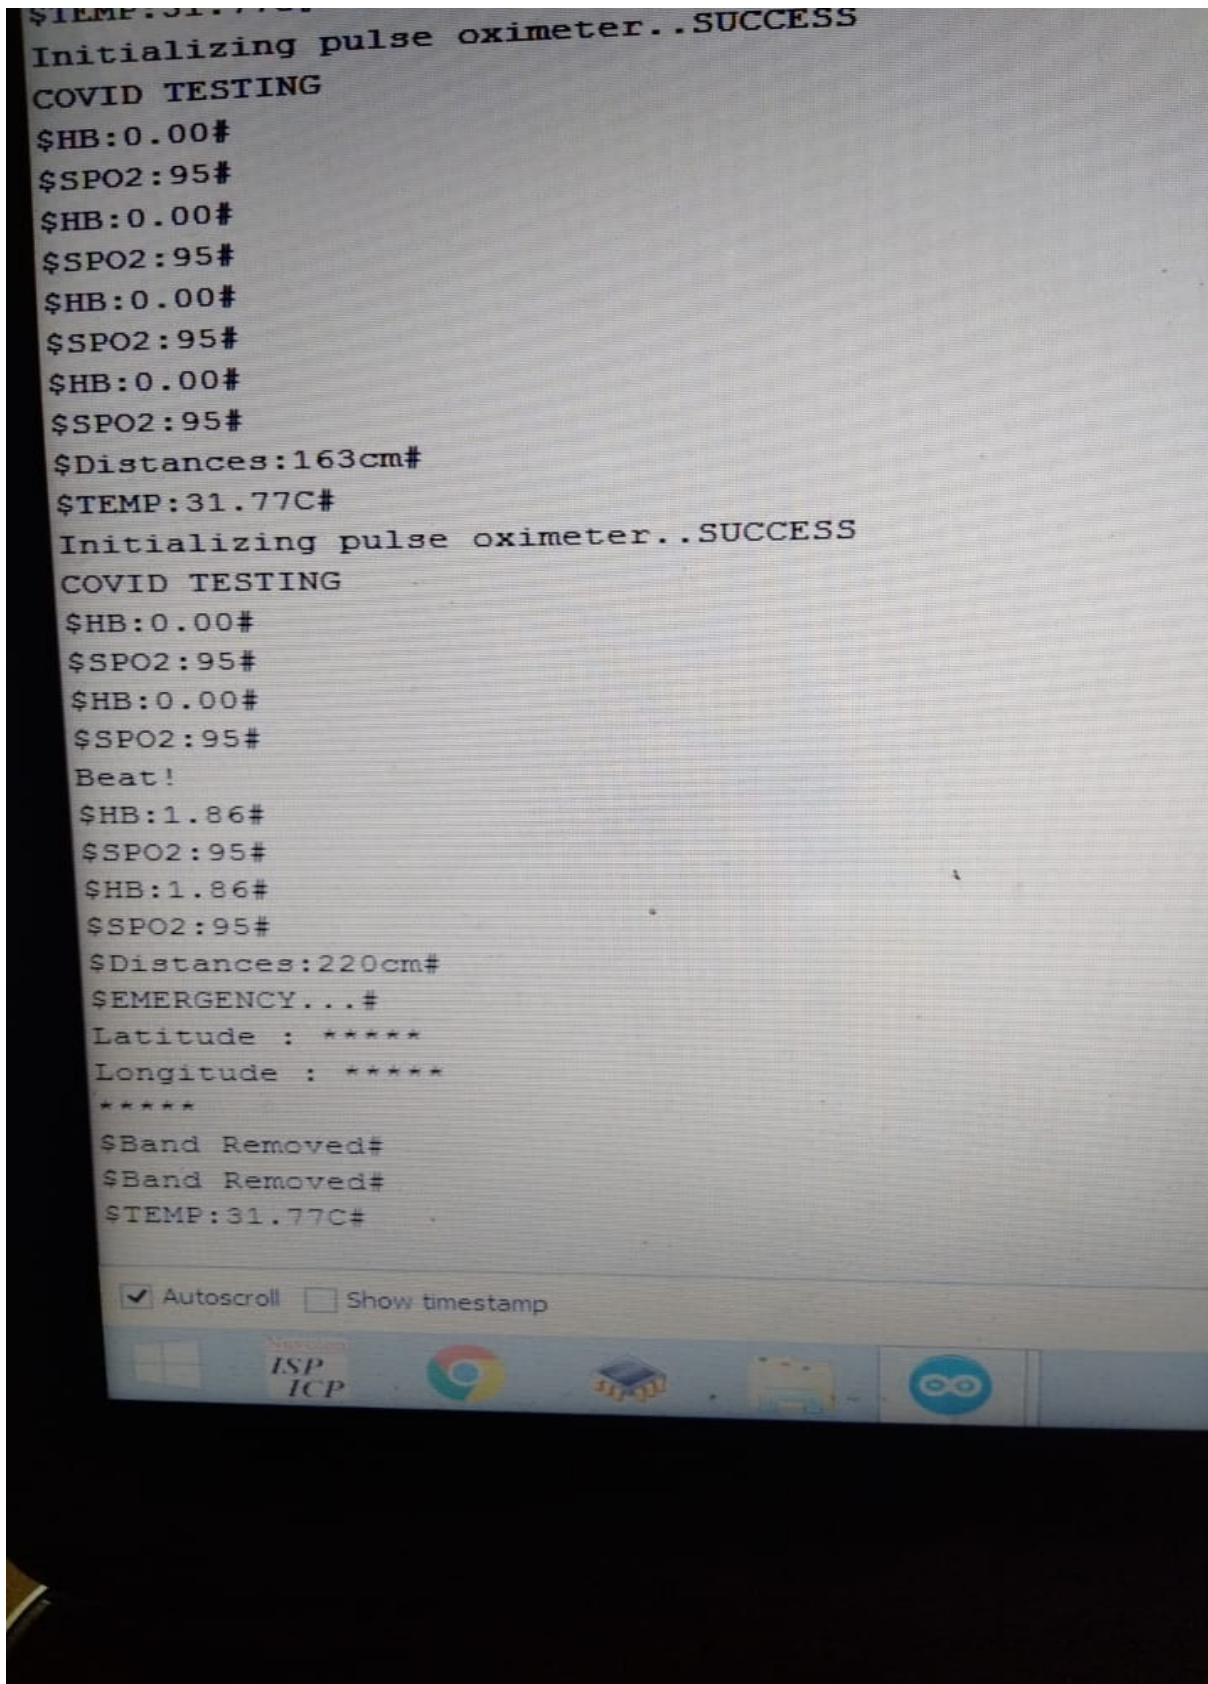 $TEMP:31.77C#
Initializing pulse oximeter..SUCCESS
COVID TESTING
$HB:0.00#
$SPO2:95#
$HB:0.00#
$SPO2:95#
$HB:0.00#
$SPO2:95#
$HB:0.00#
$SPO2:95#
$Distances:163cm#
$TEMP:31.77C#
Initializing pulse oximeter..SUCCESS
COVID TESTING
$HB:0.00#
$SPO2:95#
$HB:0.00#
$SPO2:95#
Beat!
$HB:1.86#
$SPO2:95#
$HB:1.86#
$SPO2:95#
$Distances:220cm#
$EMERGENCY...#
Latitude : *****
Longitude : *****
*****
$Band Removed#
$Band Removed#
$TEMP:31.77C#
Autoscroll Show timestamp
ISP
ICP